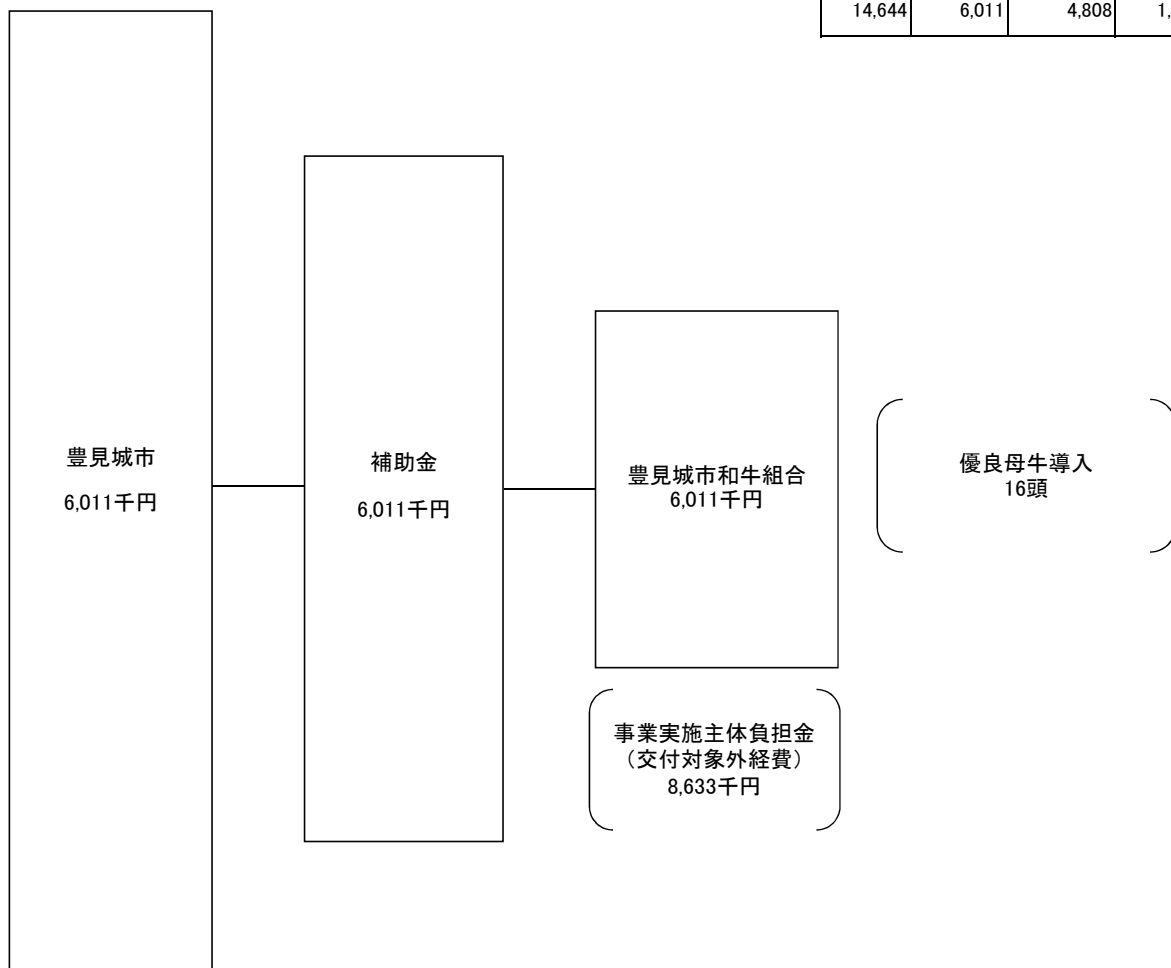 14,644 6,011 4,808 1,
豊見城市
6,011千円
補助金
6,011千円
豊見城市和牛組合
6,011千円
優良母牛導入
16頭
事業実施主体負担金
（交付対象外経費）
8,633千円